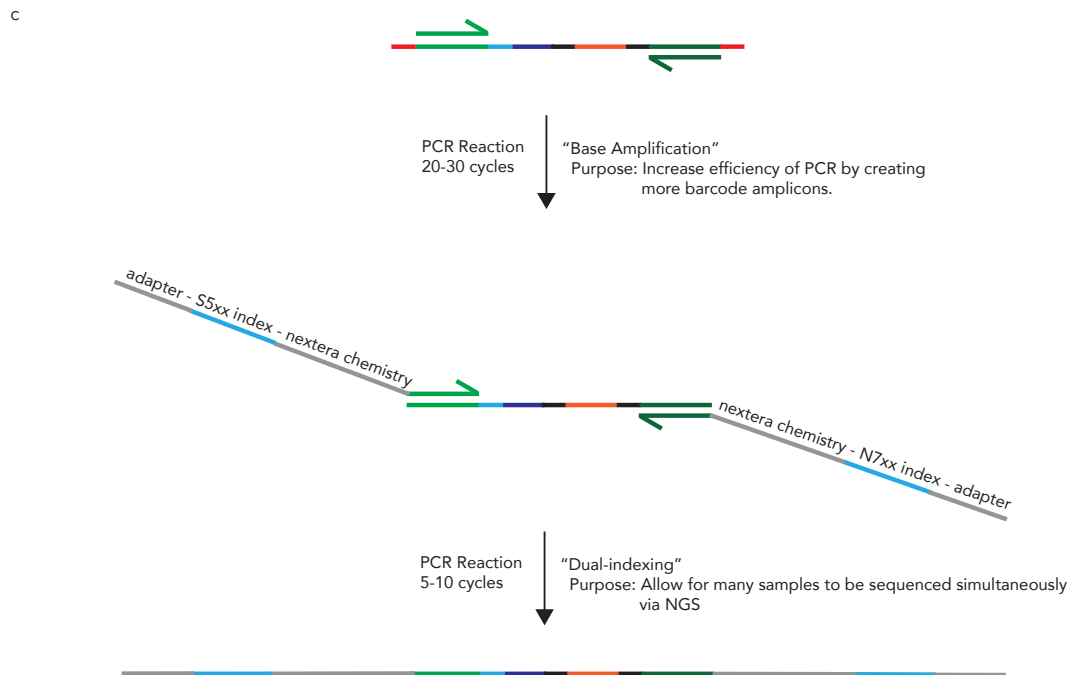 c
PCR Reaction
20-30 cycles
“Base Amplification”
Purpose: Increase efficiency of PCR by creating
more barcode amplicons.
adapter - S5xx index - nextera chemistry
nextera chemistry - N7xx index - adapter
PCR Reaction
5-10 cycles
“Dual-indexing”
Purpose: Allow for many samples to be sequenced simultaneously
via NGS